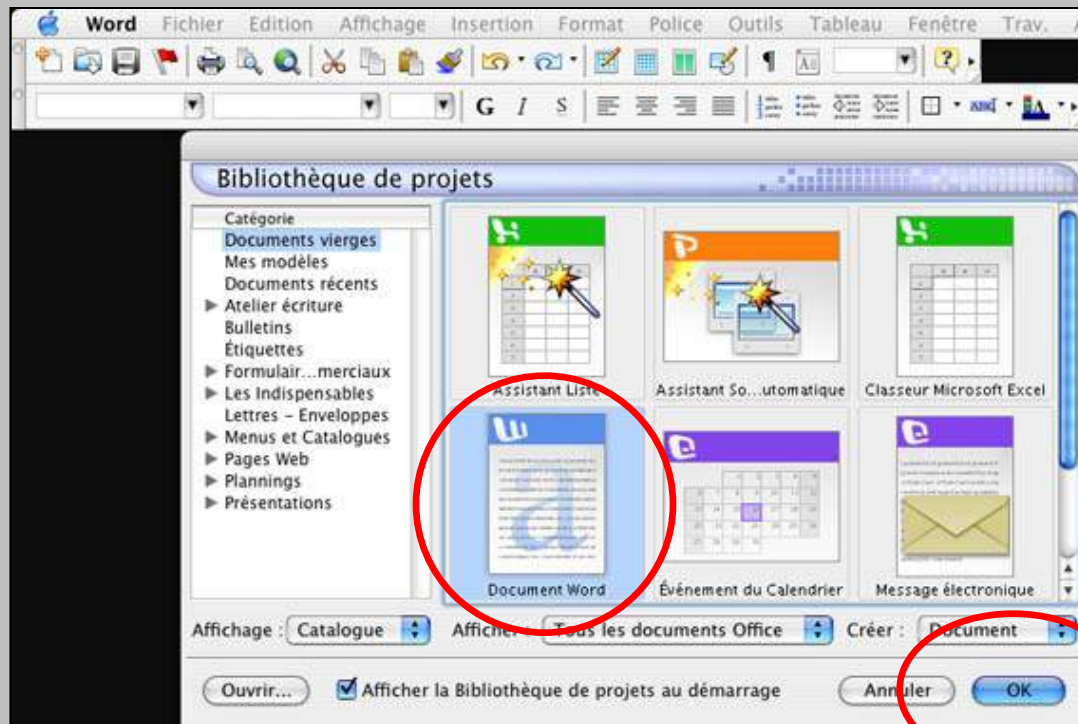 Word Fichier Edition Affichage Insertion Format Police Outils Tableau Fenêtre Trav.
G I S
Bibliothèque de projets
Catégorie
Documents vierges
Mes modèles
Documents récents
Atelier écriture
Bulletins
Étiquettes
Formulair...merciaux
Les Indispensables
Lettres – Enveloppes
Menus et Catalogues
Pages Web
Plannings
Présentations
Assistant Liste
Assistant So...utomatique
Classeur Microsoft Excel
Document Word
Événement du Calendrier
Message électronique
Affichage : Catalogue Afficher : Tous les documents Office Créer : Document
Ouvrir... Afficher la Bibliothèque de projets au démarrage Annuler OK